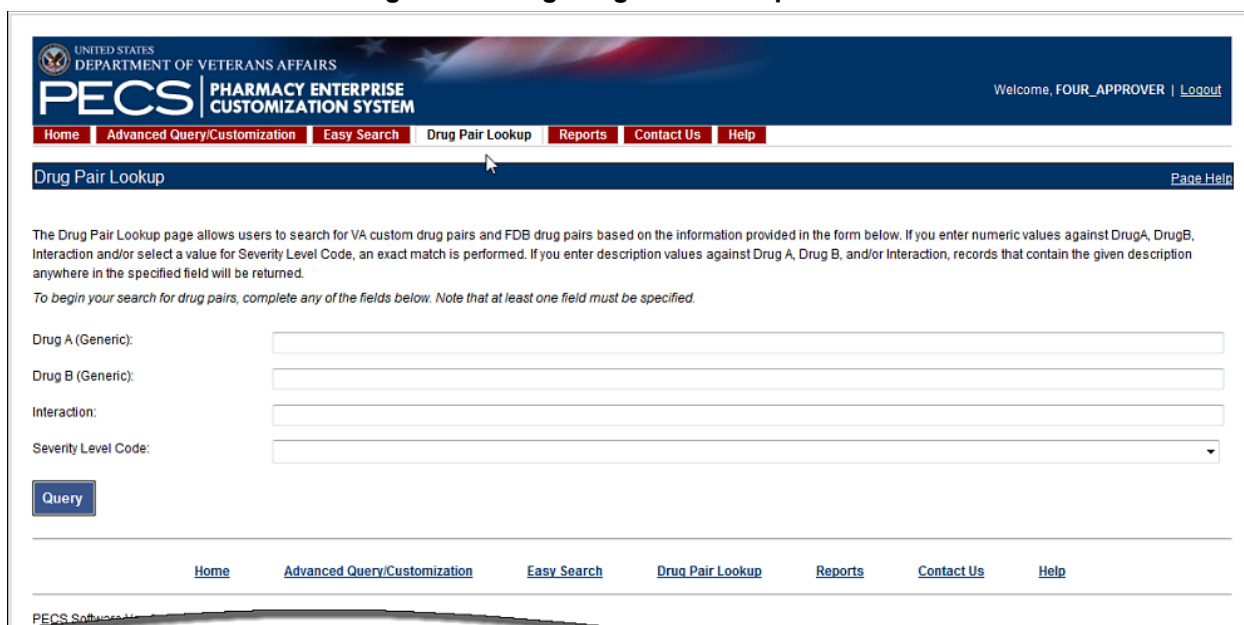 UNITED STATES
DEPARTMENT OF VETERANS AFFAIRS
PECS PHARMACY ENTERPRISE
CUSTOMIZATION SYSTEM
Welcome, FOUR_APPROVER | Logout
Home Advanced Query/Customization Easy Search Drug Pair Lookup Reports Contact Us Help
Drug Pair Lookup Page Help
The Drug Pair Lookup page allows users to search for VA custom drug pairs and FDB drug pairs based on the information provided in the form below. If you enter numeric values against DrugA, DrugB,
Interaction and/or select a value for Severity Level Code, an exact match is performed. If you enter description values against Drug A, Drug B, and/or Interaction, records that contain the given description
anywhere in the specified field will be returned.
To begin your search for drug pairs, complete any of the fields below. Note that at least one field must be specified.
Drug A (Generic):
Drug B (Generic):
Interaction:
Severity Level Code:
Query
Home Advanced Query/Customization Easy Search Drug Pair Lookup Reports Contact Us Help
PECS Software